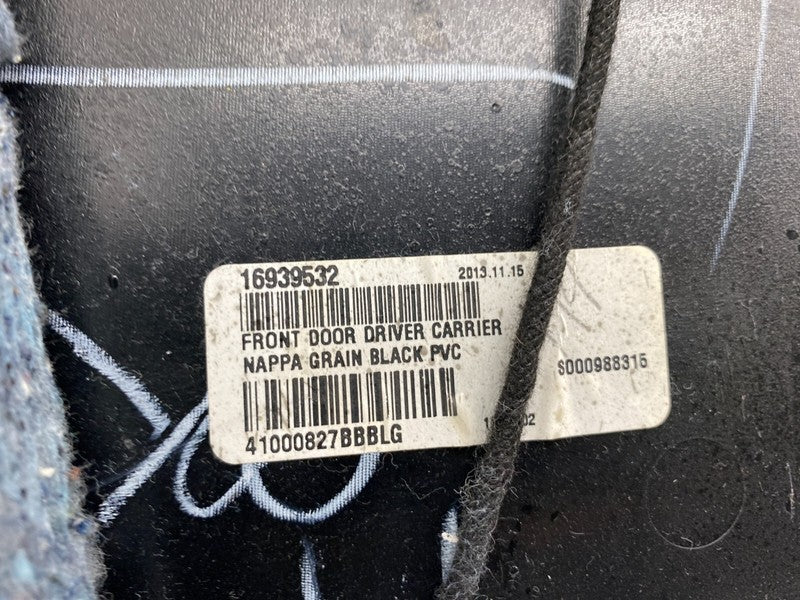 16939532 2013.11.15
FRONT DOOR DRIVER CARRIER
NAPPA GRAIN BLACK PVC
S000988315
41000827BBBLG